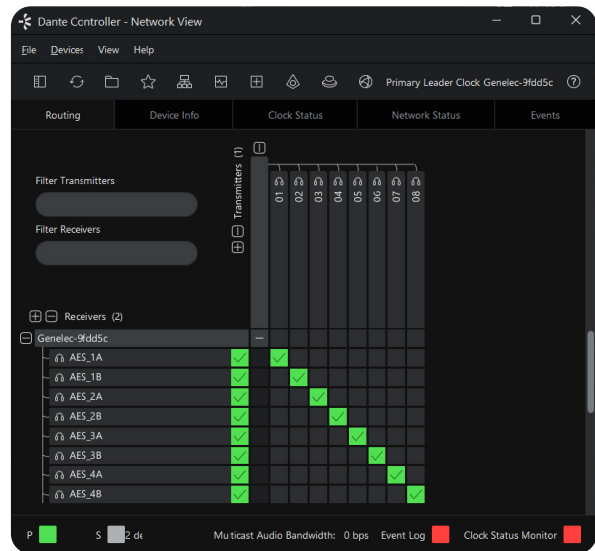 Dante Controller - Network View
File Devices View Help
Primary Leader Clock Genelec-9fdd5c
Routing Device Info Clock Status Network Status Events
Filter Transmitters
Filter Receivers
Transmitters (1)
01
02
03
04
05
06
07
08
Receivers (2)
Genelec-9fdd5c
AES_1A
AES_1B
AES_2A
AES_2B
AES_3A
AES_3B
AES_4A
AES_4B
P S 2 de Multicast Audio Bandwidth: 0 bps Event Log Clock Status Monitor